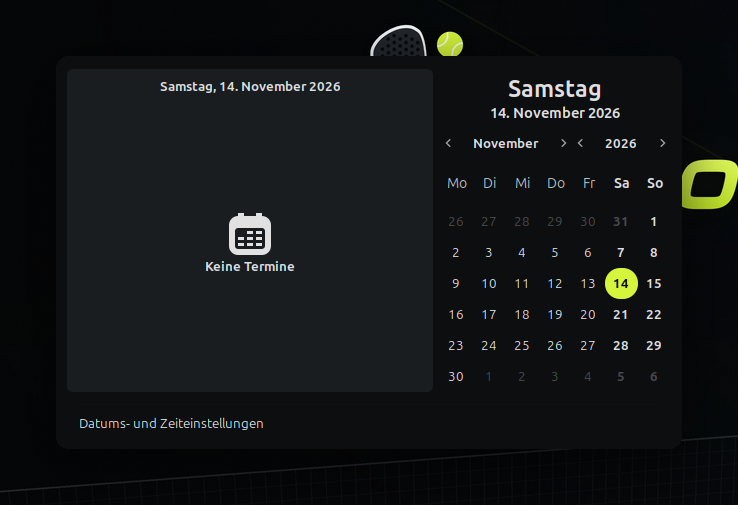 Samstag, 14. November 2026
Keine Termine
Datums- und Zeiteinstellungen
Samstag
14. November 2026
November 2026
Mo Di Mi Do Fr Sa So
26 27 28 29 30 31 1
2 3 4 5 6 7 8
9 10 11 12 13 14 15
16 17 18 19 20 21 22
23 24 25 26 27 28 29
30 1 2 3 4 5 6